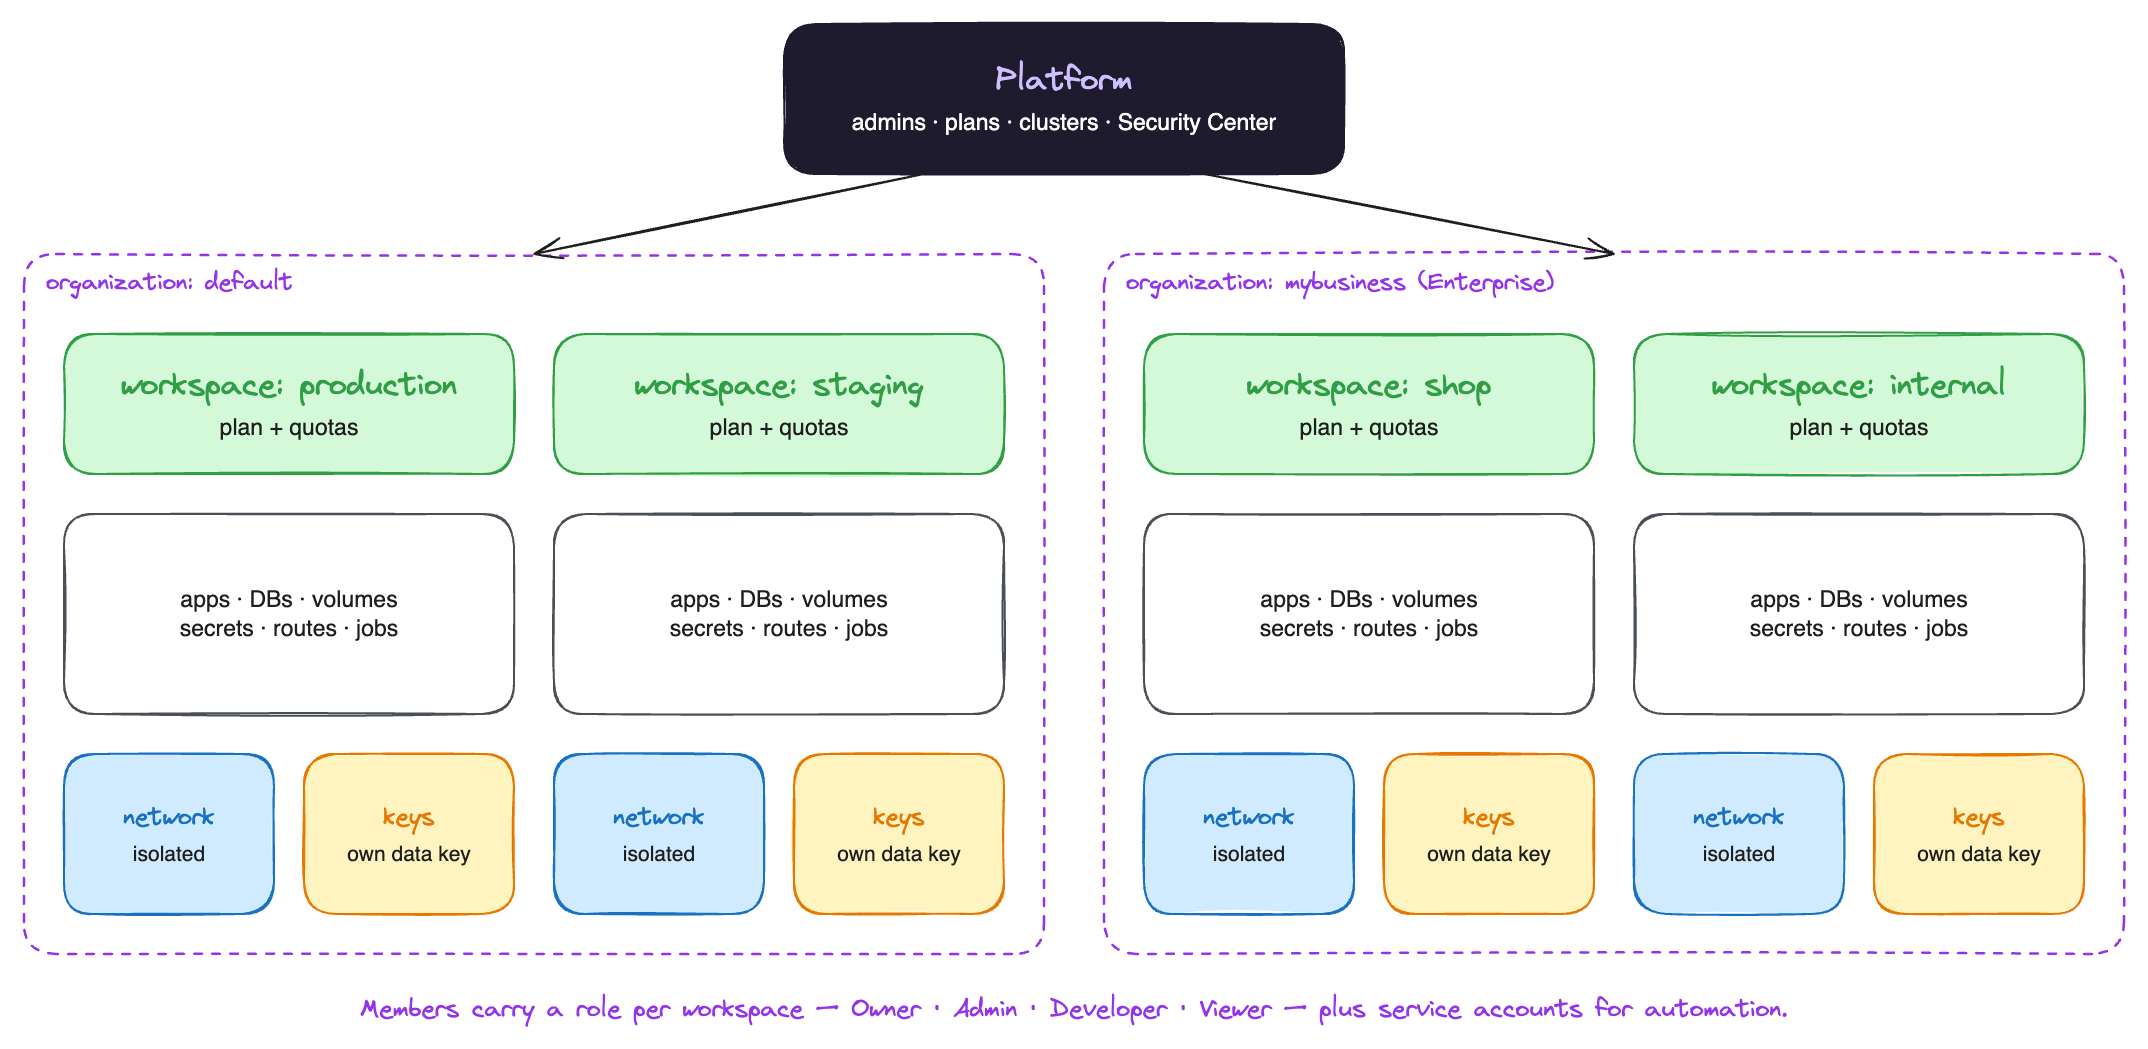 Platform
admins · plans · clusters · Security Center
organization: default
organization: mybusiness (Enterprise)
workspace: production
plan + quotas
workspace: staging
plan + quotas
workspace: shop
plan + quotas
workspace: internal
plan + quotas
apps · DBs · volumes
secrets · routes · jobs
apps · DBs · volumes
secrets · routes · jobs
apps · DBs · volumes
secrets · routes · jobs
apps · DBs · volumes
secrets · routes · jobs
network
isolated
keys
own data key
network
isolated
keys
own data key
network
isolated
keys
own data key
network
isolated
keys
own data key
Members carry a role per workspace — Owner · Admin · Developer · Viewer — plus service accounts for automation.